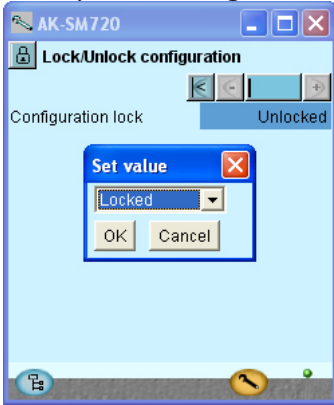 AK-SM720
Lock/Unlock configuration
Configuration lock Unlocked
Set value
Locked
OK Cancel